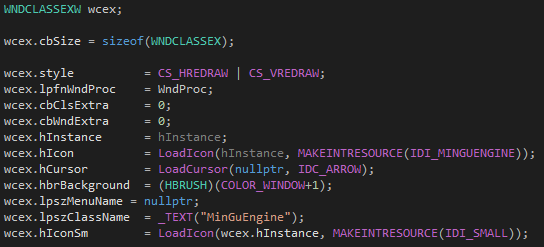 WNDCLASSEXW wcex;
wcex.cbSize = sizeof(WNDCLASSEX);
wcex.style = CS_HREDRAW | CS_VREDRAW;
wcex.lpfnWndProc = WndProc;
wcex.cbClsExtra = 0;
wcex.cbWndExtra = 0;
wcex.hInstance = hInstance;
wcex.hIcon = LoadIcon(hInstance, MAKEINTRESOURCE(IDI_MINGUENGINE));
wcex.hCursor = LoadCursor(nullptr, IDC_ARROW);
wcex.hbrBackground = (HBRUSH)(COLOR_WINDOW+1);
wcex.lpszMenuName = nullptr;
wcex.lpszClassName = _TEXT("MinGuEngine");
wcex.hIconSm = LoadIcon(wcex.hInstance, MAKEINTRESOURCE(IDI_SMALL));